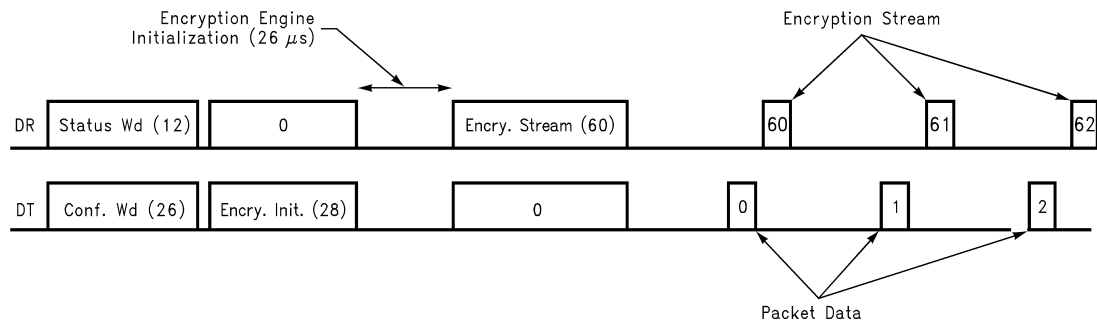 Encryption Engine
Initialization (26 μs)
Encryption Stream
DR
Status Wd (12)
0
Encry. Stream (60)
60
61
62
DT
Conf. Wd (26)
Encry. Init. (28)
0
0
1
2
Packet Data